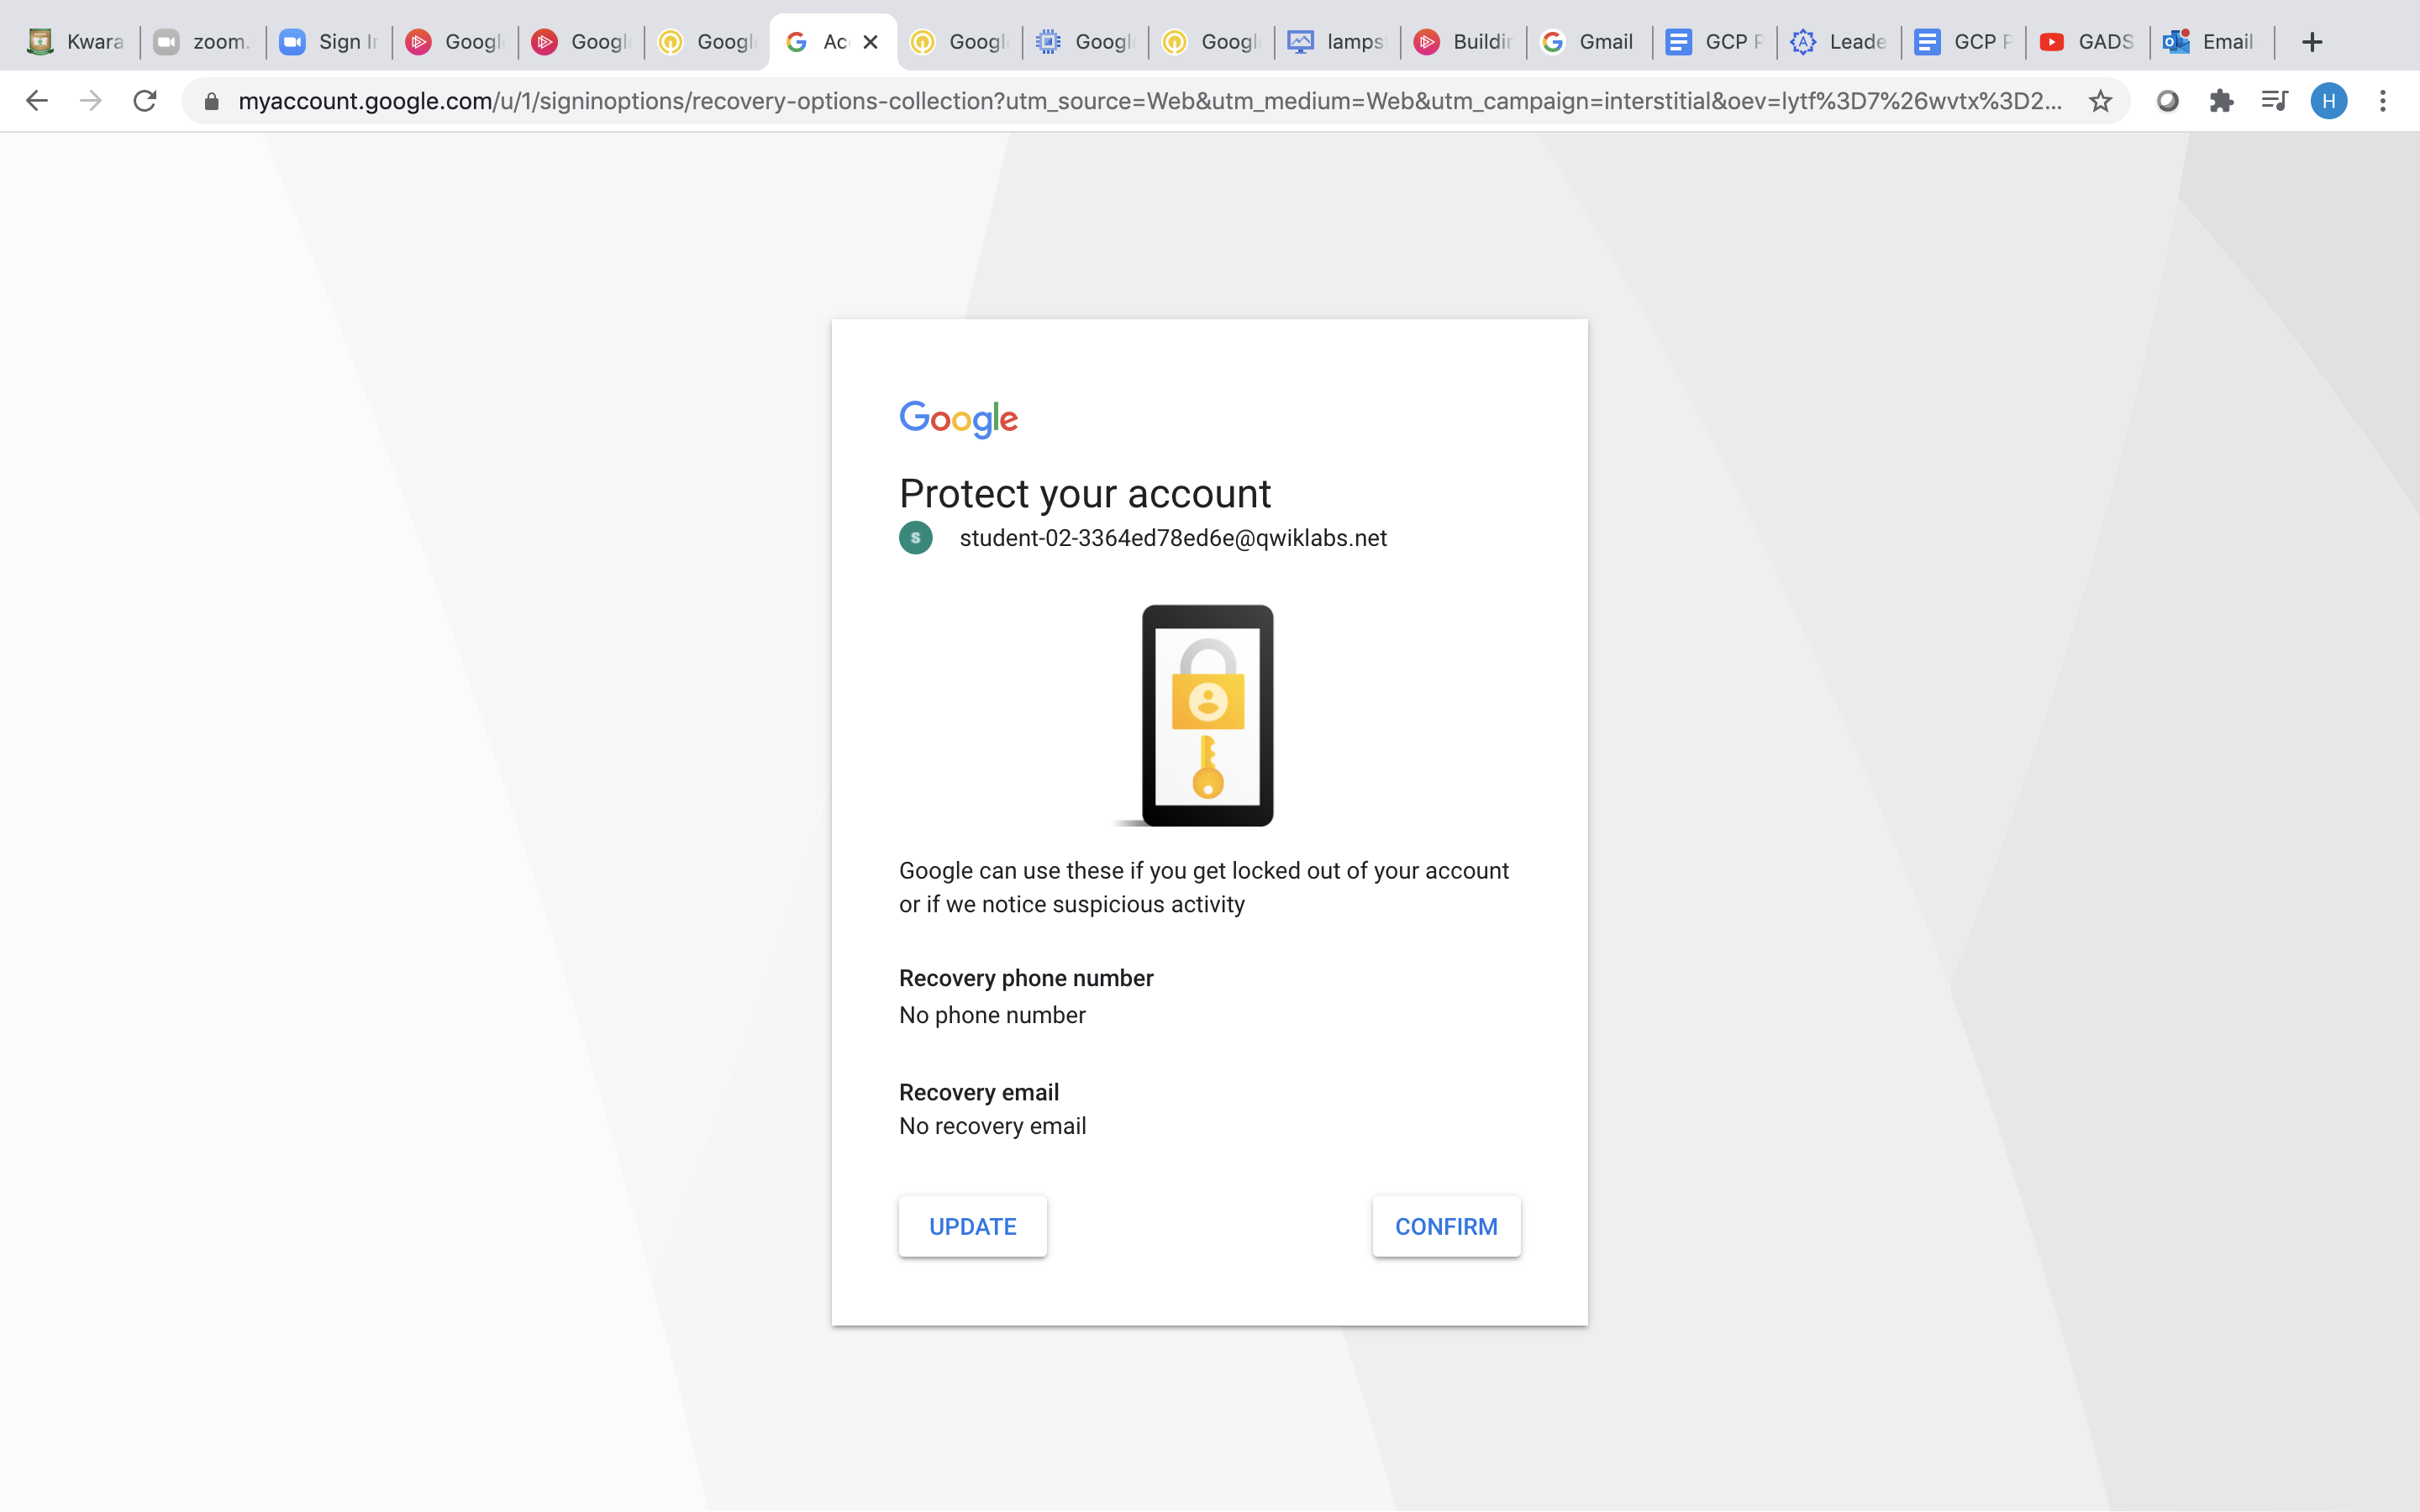 Kwara
zoom.
Sign I
Googl
Googl
Googl
Ac
Googl
Googl
Googl
lamps
Buildi
Gmail
GCP P
Leade
GCP P
GADS
Email
myaccount.google.com/u/1/signinoptions/recovery-options-collection?utm_source=Web&utm_medium=Web&utm_campaign=interstitial&oev=lytf%3D7%26wvtx%3D2...
H
Google
Protect your account
S
student-02-3364ed78ed6e@qwiklabs.net
Google can use these if you get locked out of your account
or if we notice suspicious activity
Recovery phone number
No phone number
Recovery email
No recovery email
UPDATE
CONFIRM